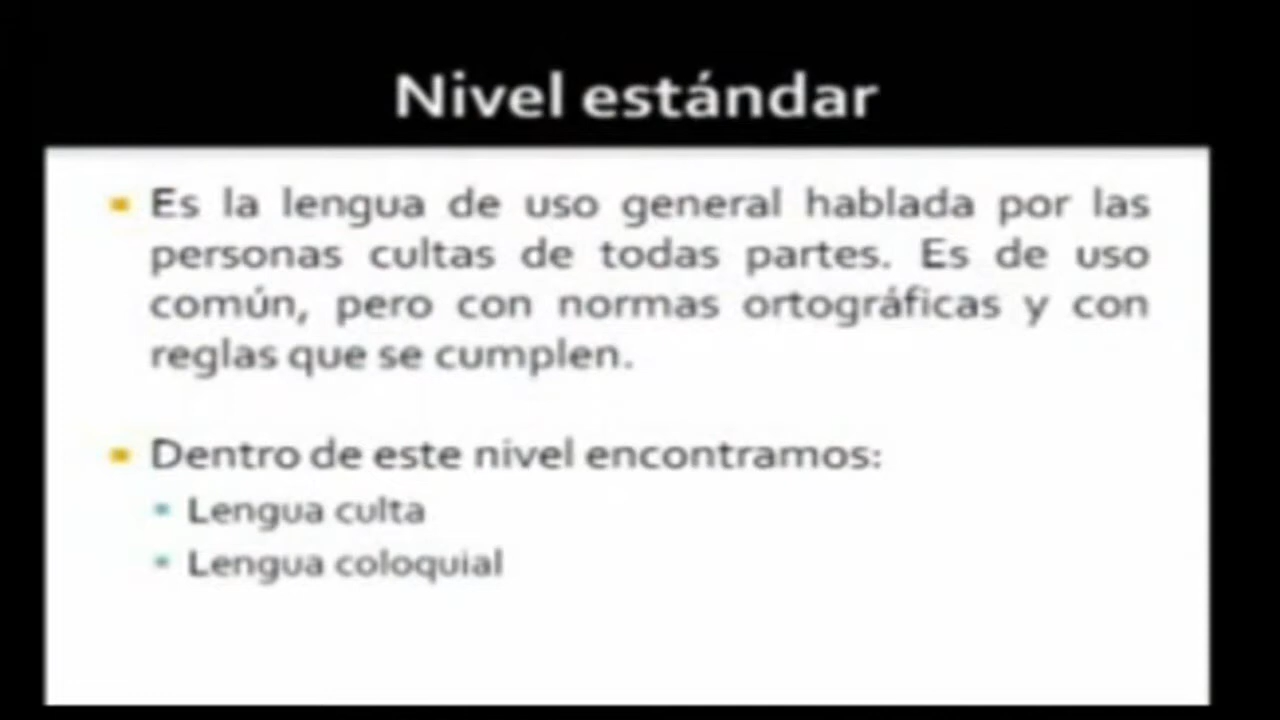 Nivel estándar
Es la lengua de uso general hablada por las
personas cultas de todas partes. Es de uso
común, pero con normas ortográficas y con
reglas que se cumplen.
Dentro de este nivel encontramos:
Lengua culta
Lengua coloquial